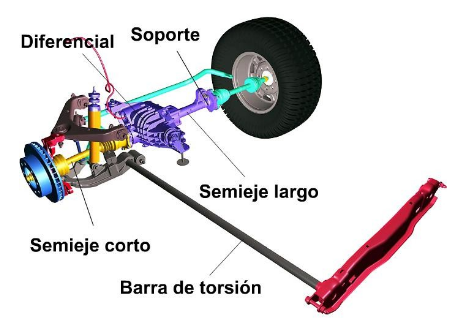 Diferencial
Soporte
Semieje largo
Semieje corto
Barra de torsión